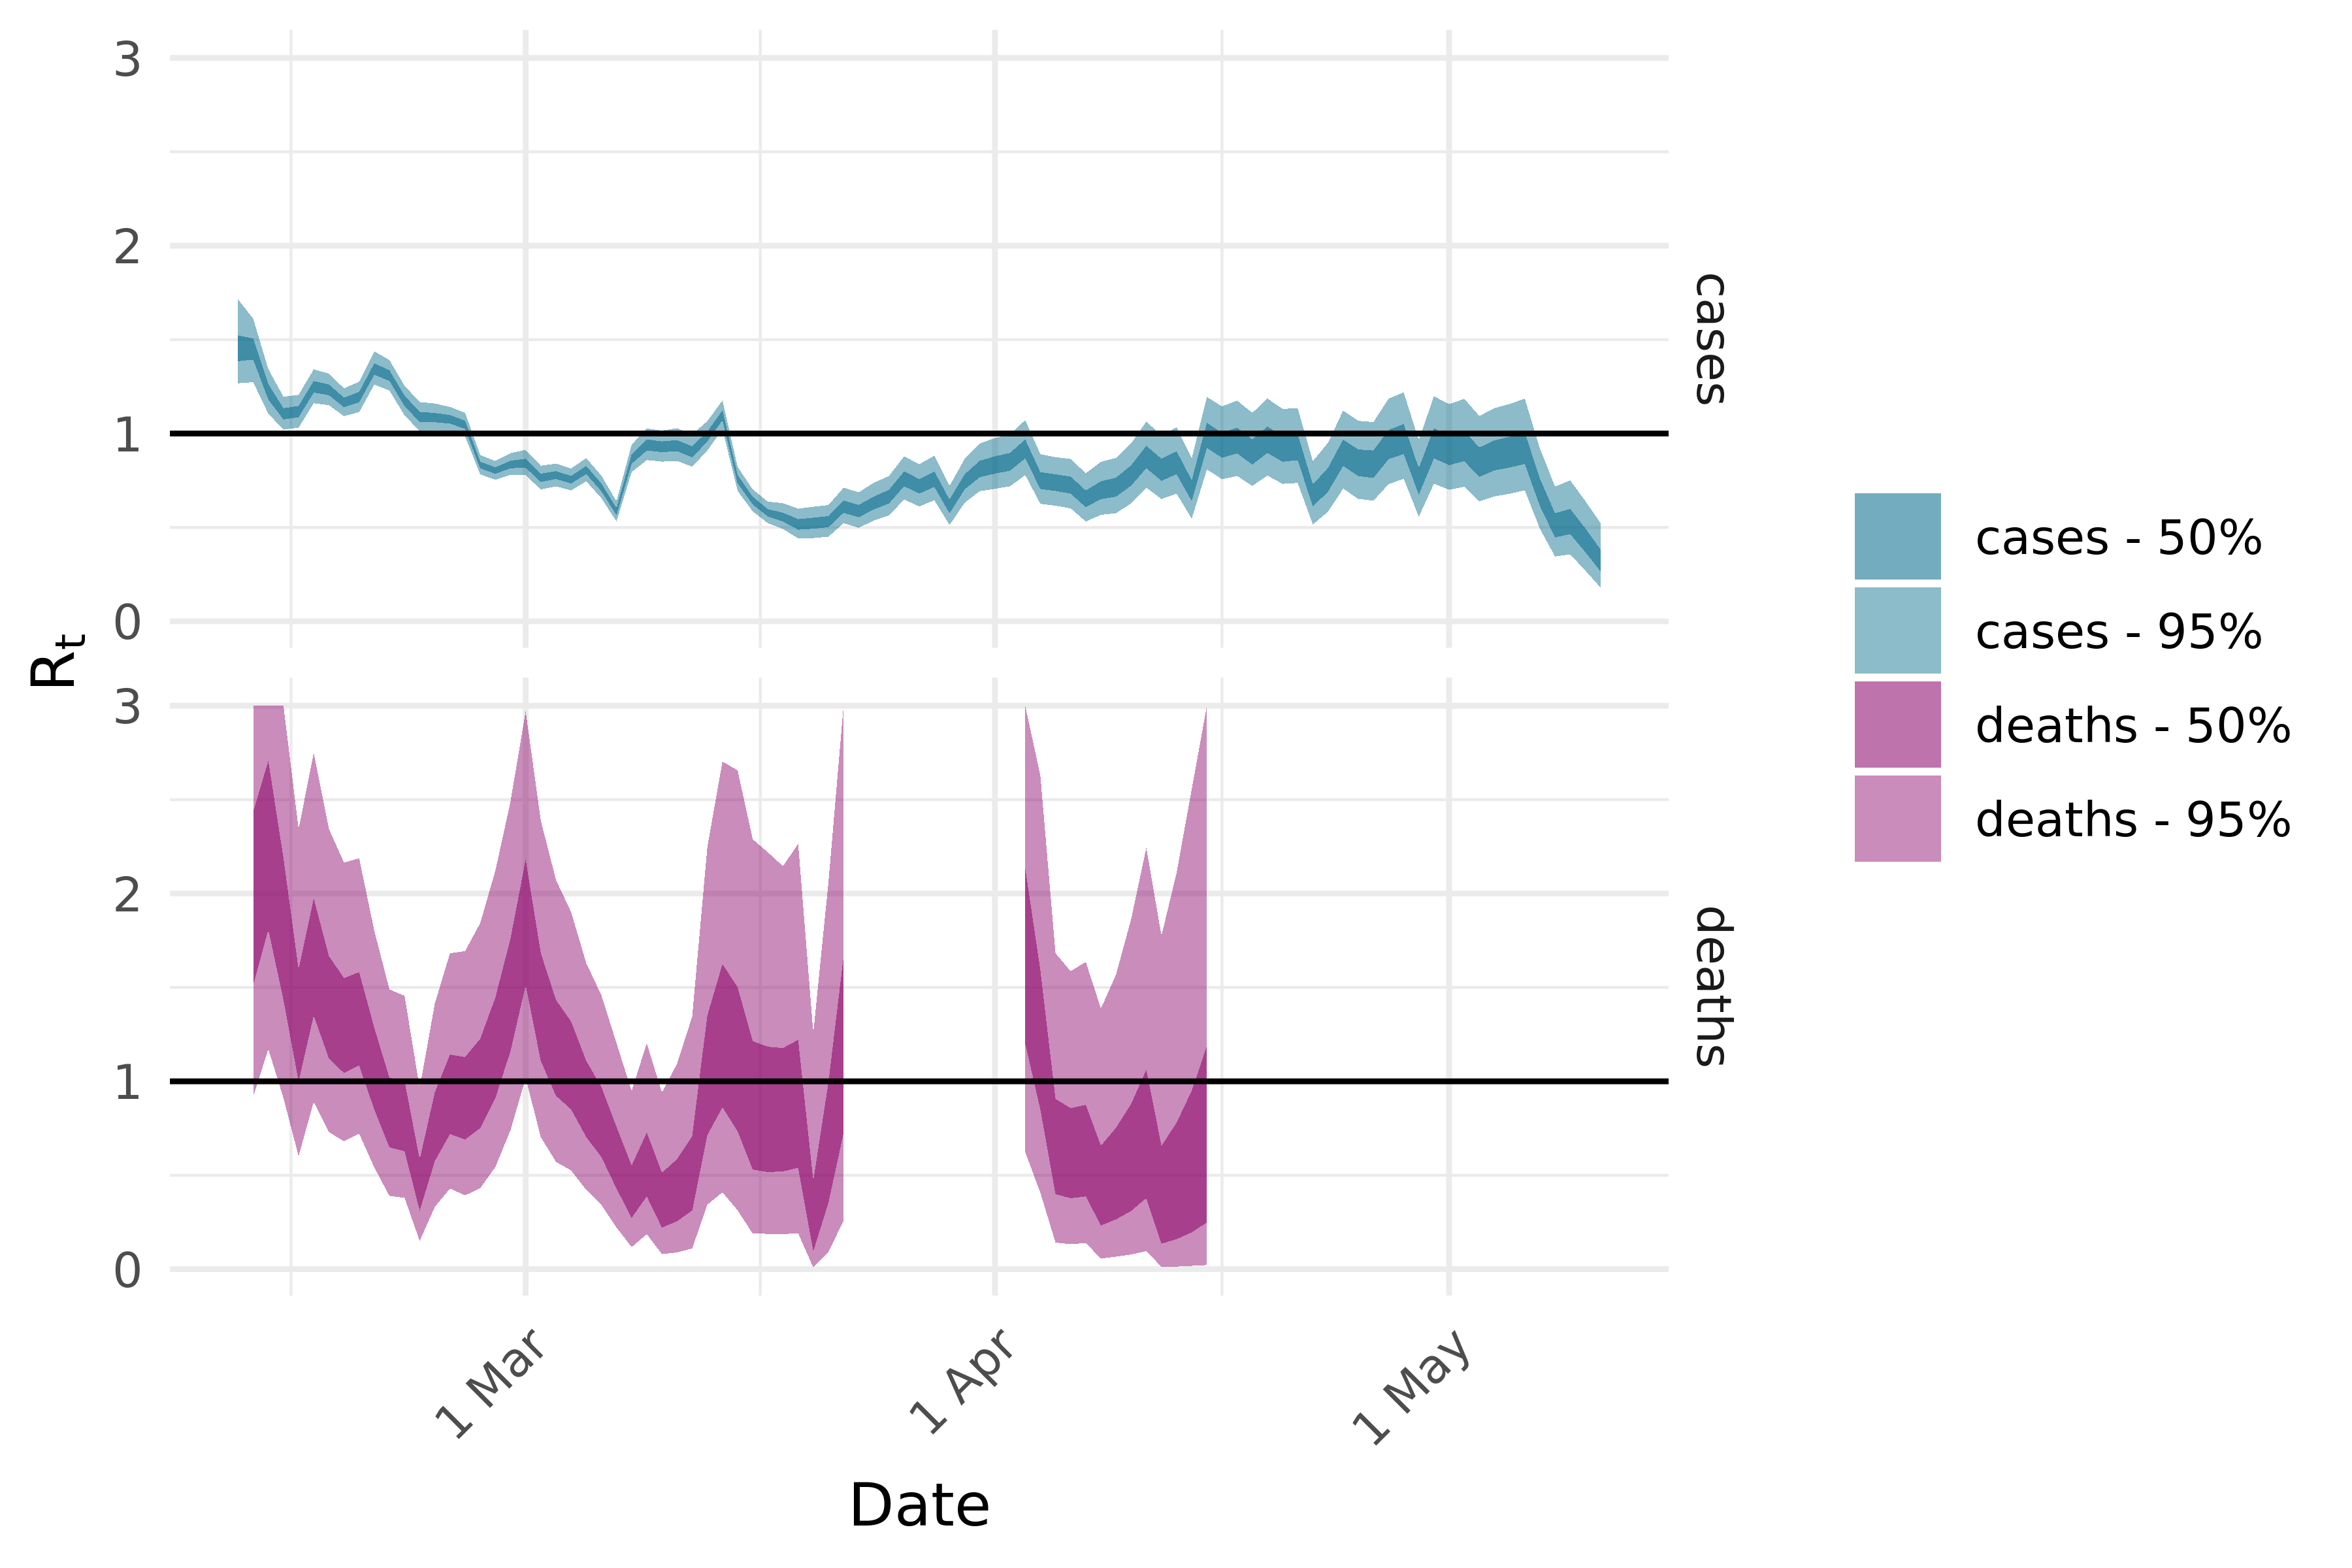 3
2
1
0
cases
3
2
1
0
deaths
Rt
1 Mar
1 Apr
1 May
Date
cases - 50%
cases - 95%
deaths - 50%
deaths - 95%